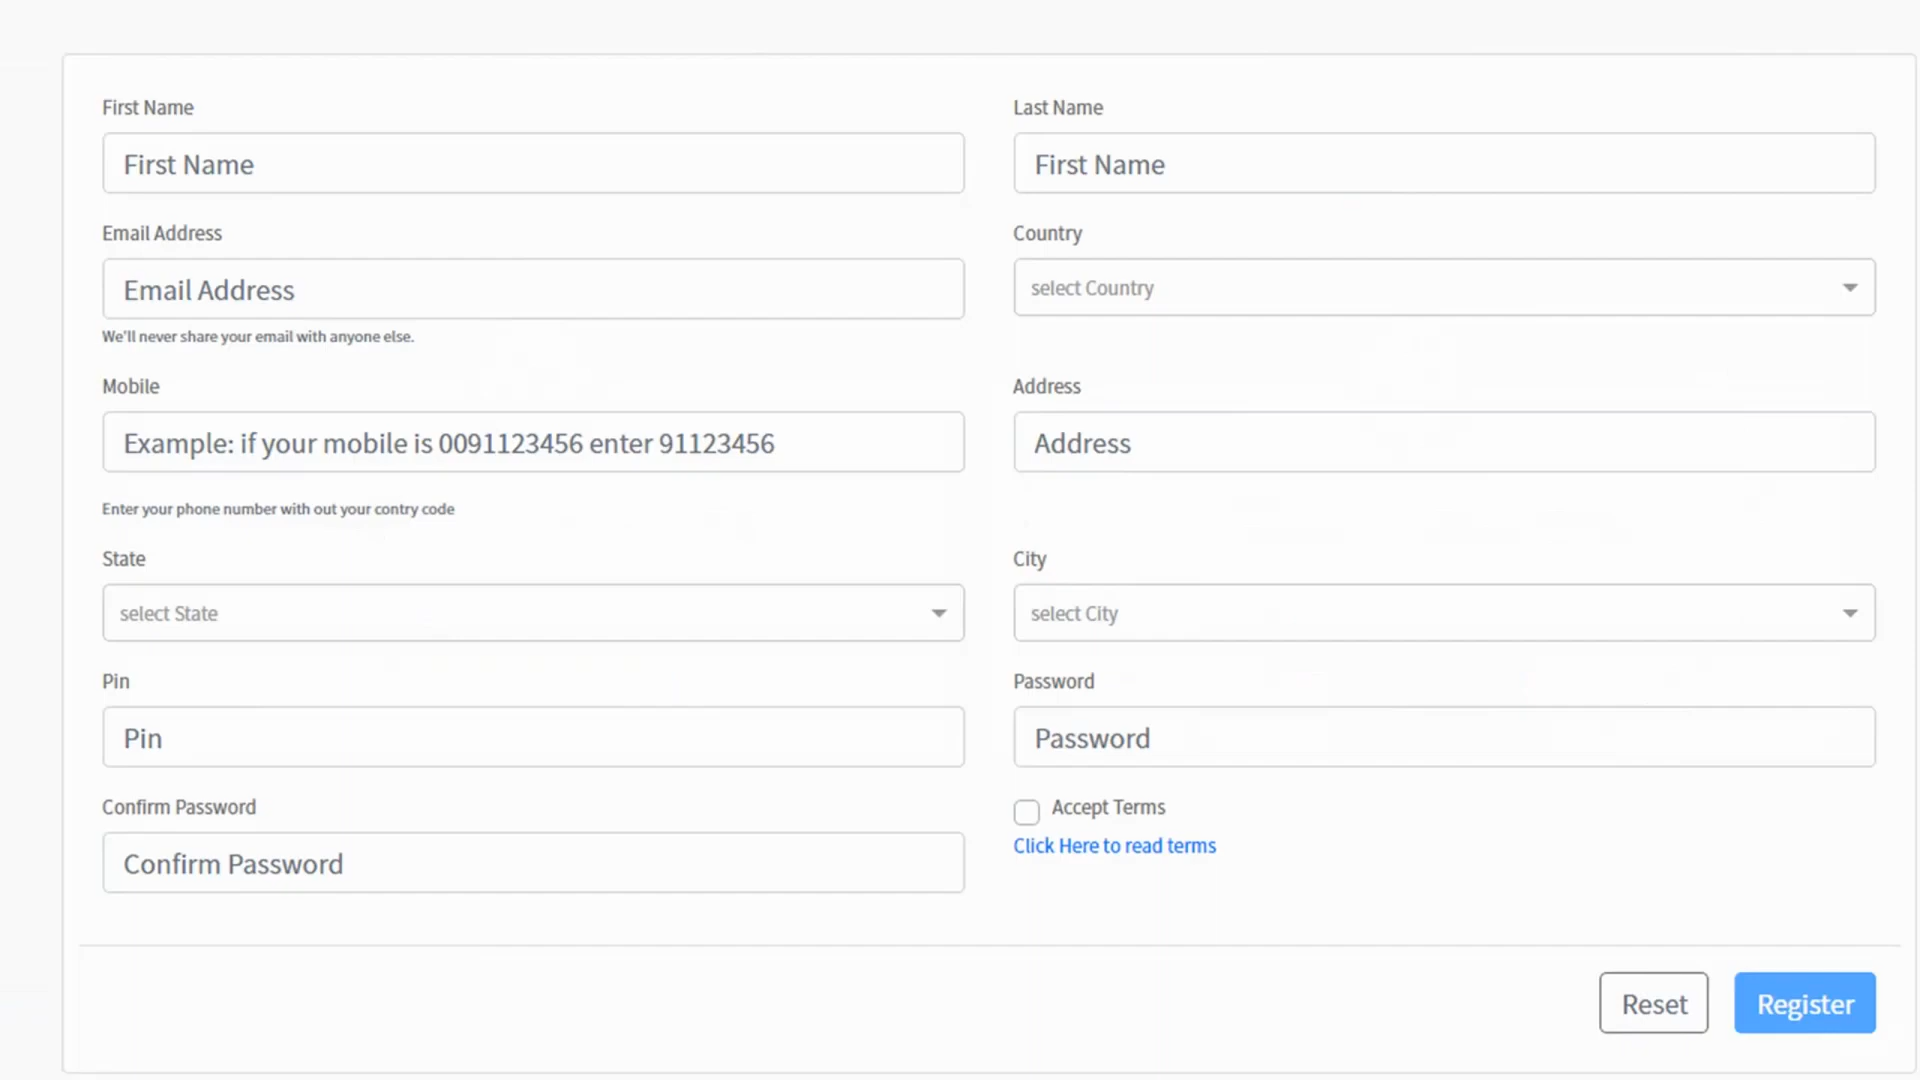 First Name
Last Name
First Name
First Name
Email Address
Country
Email Address
select Country
We'll never share your email with anyone else.
Mobile
Address
Example: if your mobile is 0091123456 enter 91123456
Address
Enter your phone number with out your contry code
State
City
select State
select City
Pin
Password
Pin
Password
Confirm Password
Accept Terms
Click Here to read terms
Confirm Password
Reset
Register